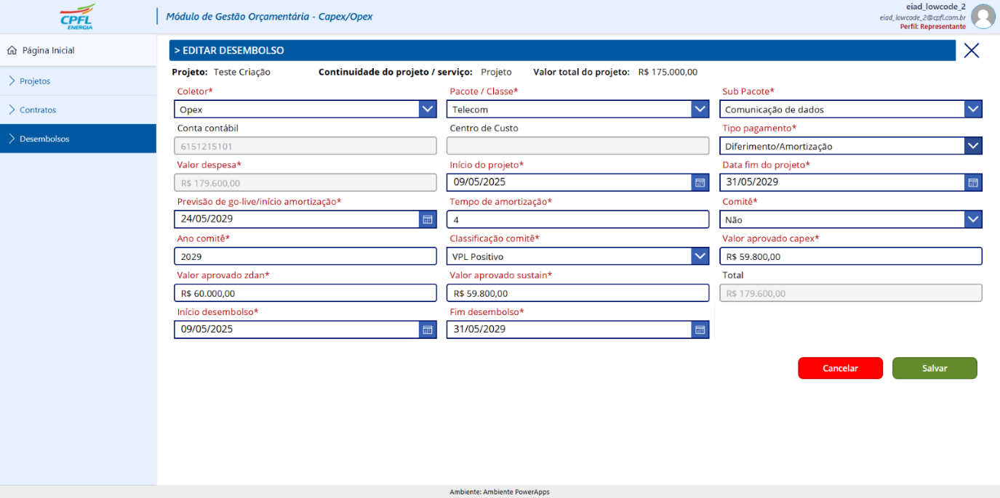 CPFL
ENERGIA
Módulo de Gestão Orçamentária - Capex/Opex
eiad_lowcode_2
eiad_lowcode_2@cpfl.com.br
Perfil: Representante
Página Inicial
Projetos
Contratos
Desembolsos
> EDITAR DESEMBOLSO
Projeto: Teste Criação Continuidade do projeto / serviço: Projeto Valor total do projeto: R$ 175.000,00
Coletor* Pacote / Classe* Sub Pacote*
Opex Telecom Comunicação de dados
Conta contábil Centro de Custo Tipo pagamento*
6151215101 Diferimento/Amortização
Valor despesa* Início do projeto* Data fim do projeto*
R$ 179.600,00 09/05/2025 31/05/2029
Previsão de go-live/início amortização* Tempo de amortização* Comitê*
24/05/2029 4 Não
Ano comitê* Classificação comitê* Valor aprovado capex*
2029 VPL Positivo R$ 59.800,00
Valor aprovado zdan* Valor aprovado sustain* Total
R$ 60.000,00 R$ 59.800,00 R$ 179.600,00
Início desembolso* Fim desembolso*
09/05/2025 31/05/2029
Cancelar Salvar
Ambiente: Ambiente PowerApps